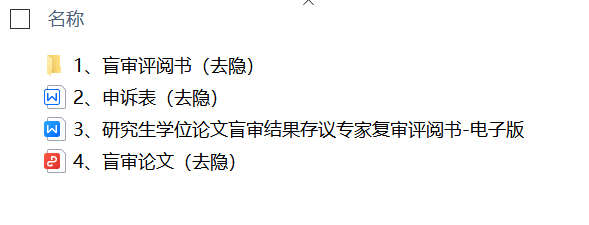 名称
1、盲审评阅书（去隐）
2、申诉表（去隐）
3、研究生学位论文盲审结果存议专家复审评阅书-电子版
4、盲审论文（去隐）